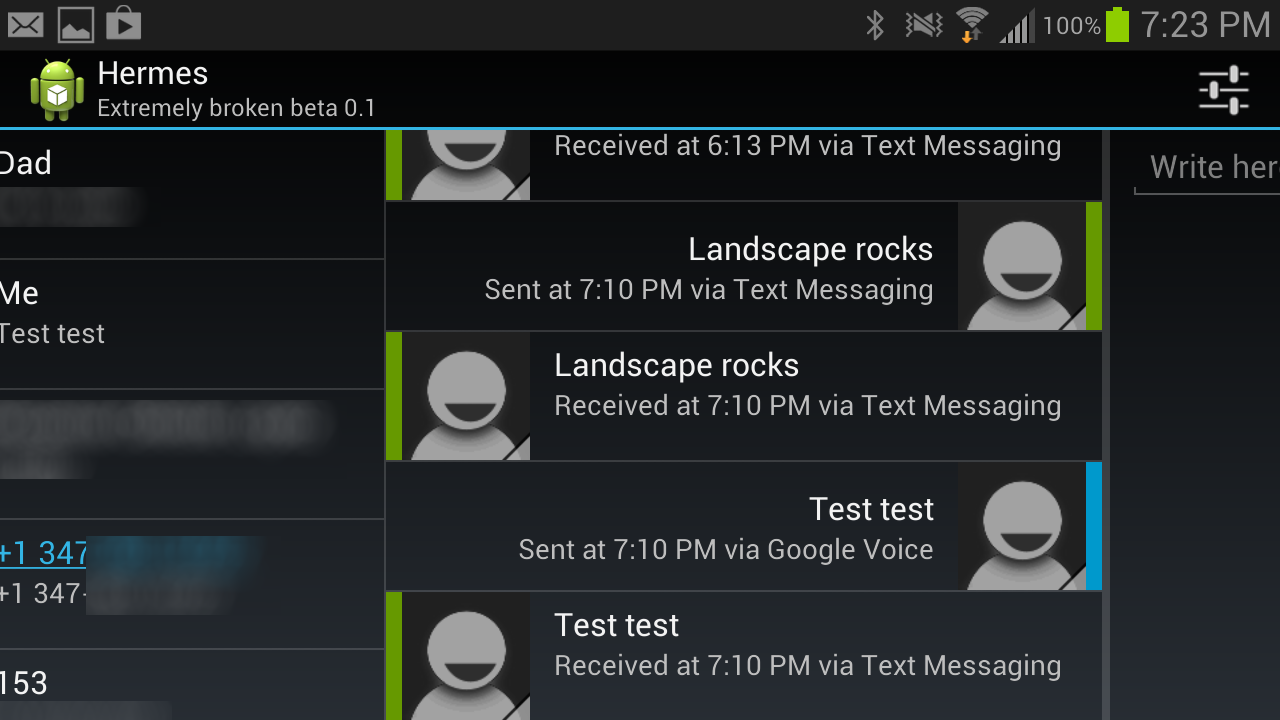 100% 7:23 PM
Hermes
Extremely broken beta 0.1
Dad
Me
Test test
+1 347
+1 347-
153
Received at 6:13 PM via Text Messaging
Landscape rocks
Sent at 7:10 PM via Text Messaging
Landscape rocks
Received at 7:10 PM via Text Messaging
Test test
Sent at 7:10 PM via Google Voice
Test test
Received at 7:10 PM via Text Messaging
Write her